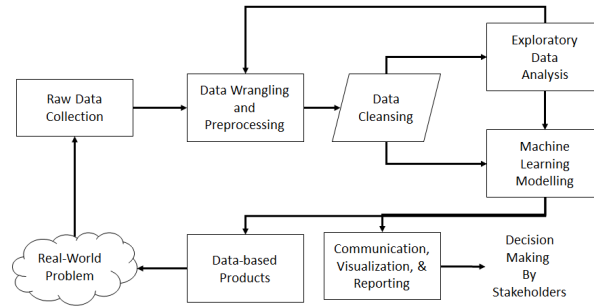 Exploratory
Data
Analysis
Raw Data
Collection
Data Wrangling
and
Preprocessing
Data
Cleansing
Machine
Learning
Modelling
Real-World
Problem
Data-based
Products
Communication,
Visualization, &
Reporting
Decision
Making
By
Stakeholders